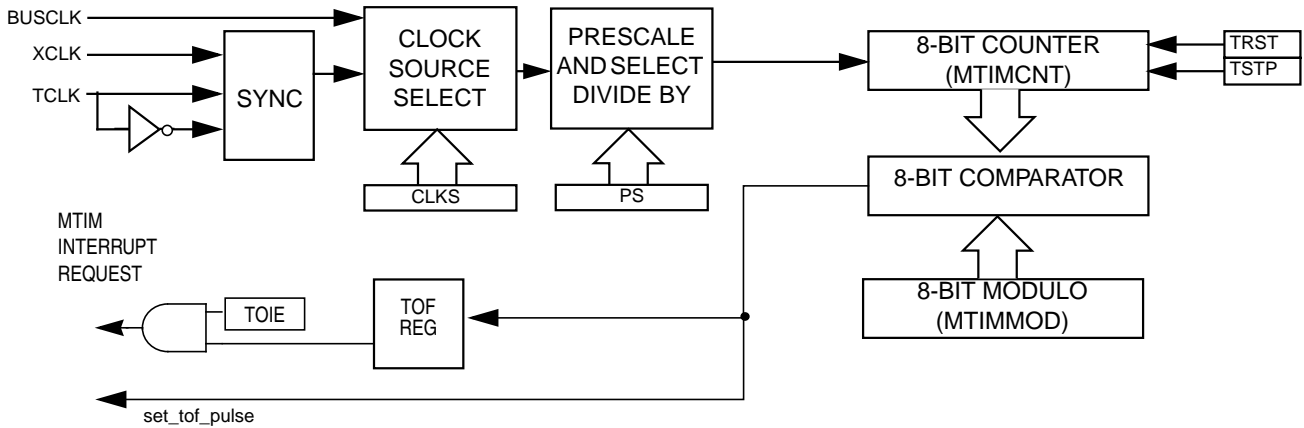 BUSCLK
XCLK
TCLK
SYNC
CLOCK
SOURCE
SELECT
PRESCALE
AND SELECT
DIVIDE BY
8-BIT COUNTER
(MTIMCNT)
TRST
TSTP
CLKS
PS
8-BIT COMPARATOR
MTIM
INTERRUPT
REQUEST
8-BIT MODULO
(MTIMMOD)
TOIE
TOF
REG
set_tof_pulse